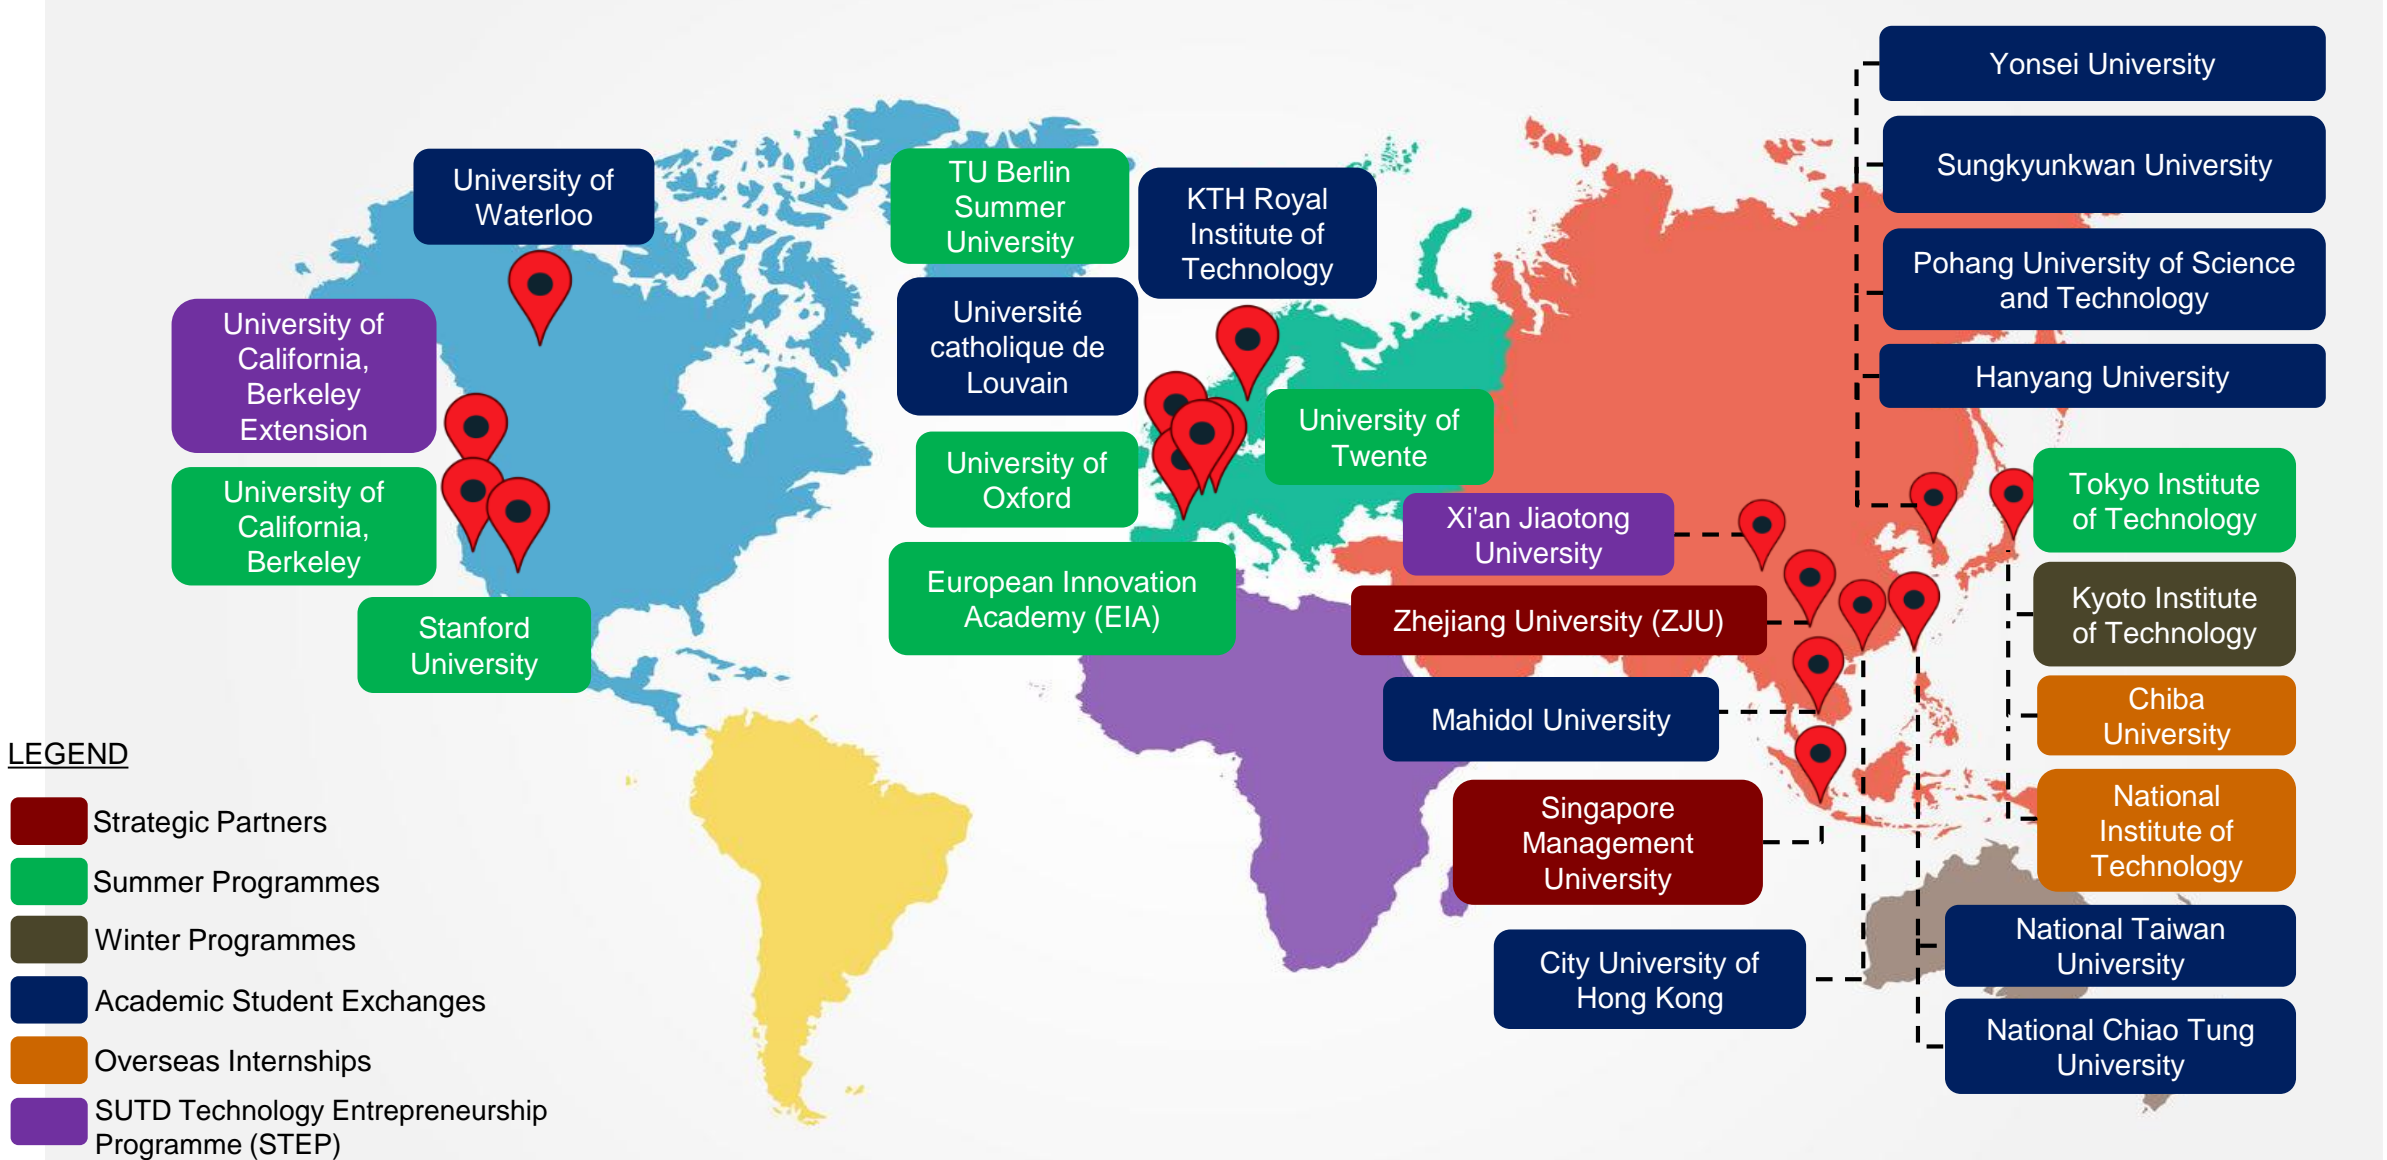 University of
Waterloo
University of
California,
Berkeley
Extension
University of
California,
Berkeley
Stanford
University
TU Berlin
Summer
University
KTH Royal
Institute of
Technology
Université
catholique de
Louvain
University of
Oxford
University of
Twente
European Innovation
Academy (EIA)
Yonsei University
Sungkyunkwan University
Pohang University of Science
and Technology
Hanyang University
Xi'an Jiaotong
University
Zhejiang University (ZJU)
Mahidol University
Singapore
Management
University
City University of
Hong Kong
Tokyo Institute
of Technology
Kyoto Institute
of Technology
Chiba
University
National
Institute of
Technology
National Taiwan
University
National Chiao Tung
University
LEGEND
Strategic Partners
Summer Programmes
Winter Programmes
Academic Student Exchanges
Overseas Internships
SUTD Technology Entrepreneurship
Programme (STEP)